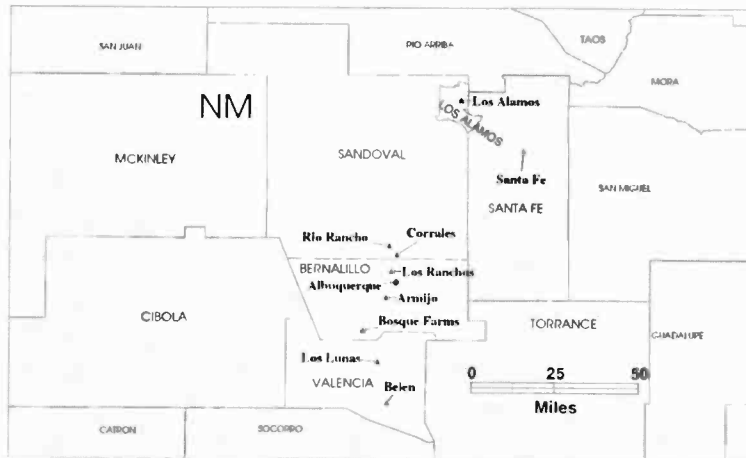 SAN JUAN
RIO ARRIBA
TAOS
MORA
NM
Los Alamos
LOS ALAMOS
MCKINLEY
SANDOVAL
Santa Fe
SANTA FE
SAN MIGUEL
Rio Rancho
Corrales
BERNALILLO
Los Ranchos
Albuquerque
Armijo
CIBOLA
Bosque Farms
TORRANCE
GUADALUPE
Los Lunas
VALENCIA
Belen
0 25 50
Miles
CATRON
SOCORRO